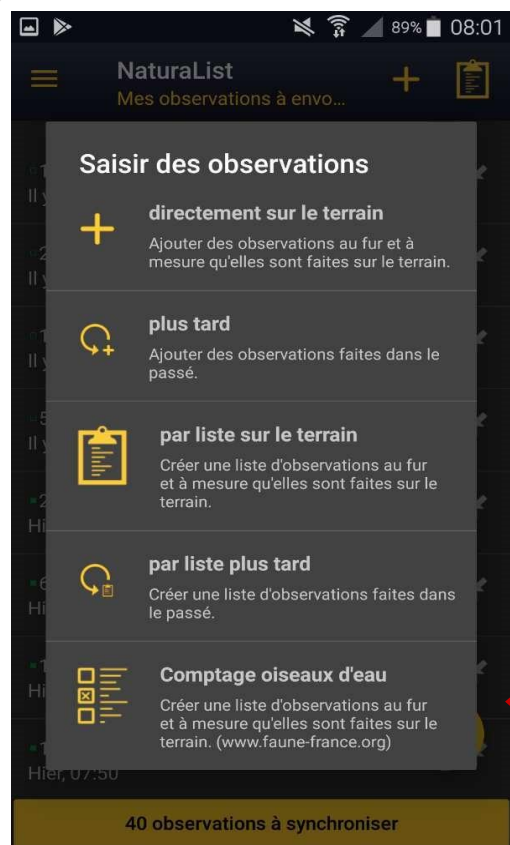 89% 08:01
NaturaList
Mes observations à envo...
Saisir des observations
directement sur le terrain
Ajouter des observations au fur et à
mesure qu'elles sont faites sur le terrain.
plus tard
Ajouter des observations faites dans le
passé.
par liste sur le terrain
Créer une liste d'observations au fur
et à mesure qu'elles sont faites sur le
terrain.
par liste plus tard
Créer une liste d'observations faites dans
le passé.
Comptage oiseaux d'eau
Créer une liste d'observations au fur
et à mesure qu'elles sont faites sur le
terrain. (www.faune-france.org)
Hier, 07:50
40 observations à synchroniser